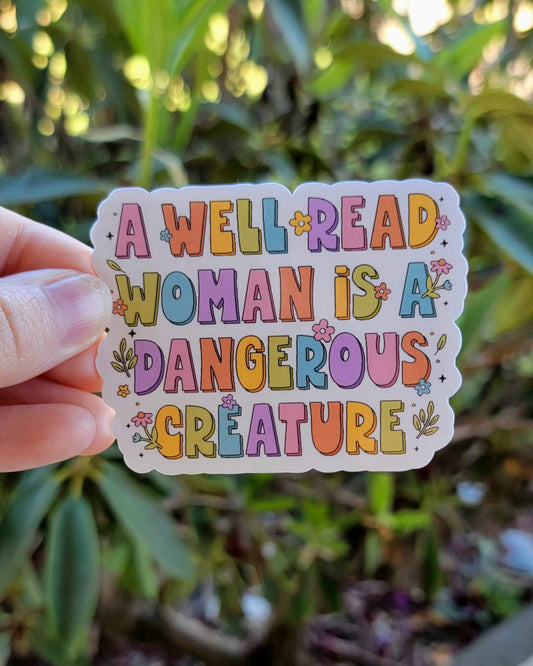 A WELL READ
WOMAN iS A
DANGEROUS
CREATURE